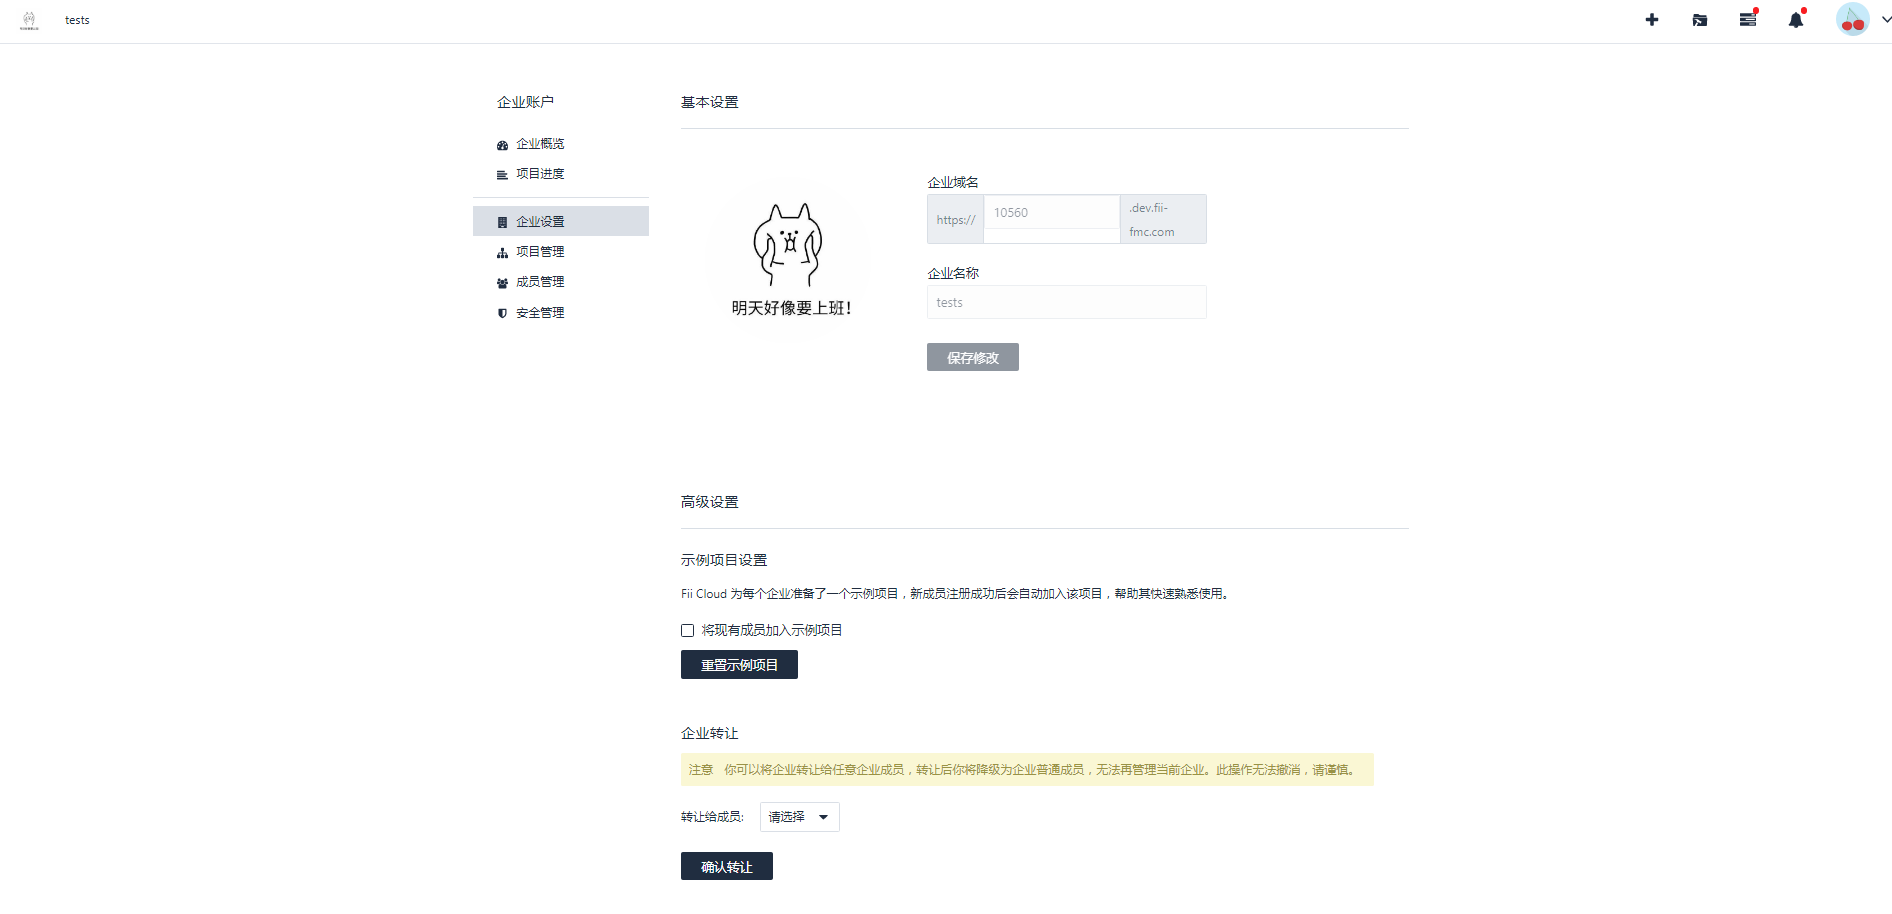 tests
企业账户
企业概览
项目进度
企业设置
项目管理
成员管理
安全管理
基本设置
明天好像要上班！
企业域名
https://
10560
.dev.fii-
fmc.com
企业名称
tests
保存修改
高级设置
示例项目设置
Fii Cloud 为每个企业准备了一个示例项目，新成员注册成功后会自动加入该项目，帮助其快速熟悉使用。
将现有成员加入示例项目
重置示例项目
企业转让
注意 你可以将企业转让给任意企业成员，转让后你将降级为企业普通成员，无法再管理当前企业。此操作无法撤消，请谨慎。
转让给成员: 请选择
确认转让